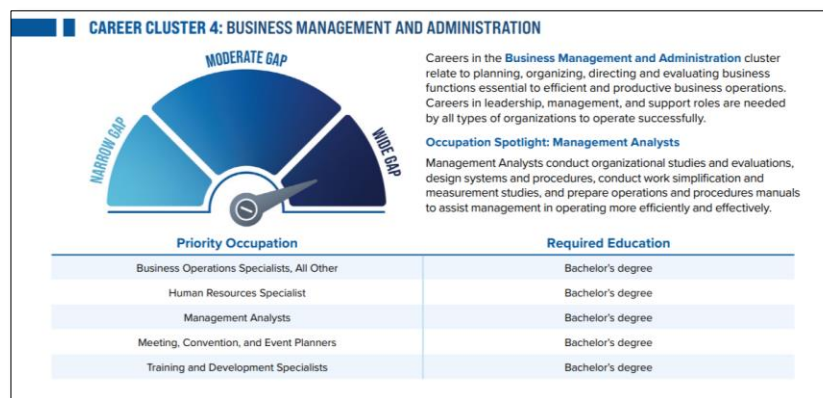 CAREER CLUSTER 4: BUSINESS MANAGEMENT AND ADMINISTRATION
NARROW GAP
MODERATE GAP
WIDE GAP
Careers in the Business Management and Administration cluster
relate to planning, organizing, directing and evaluating business
functions essential to efficient and productive business operations.
Careers in leadership, management, and support roles are needed
by all types of organizations to operate successfully.
Occupation Spotlight: Management Analysts
Management Analysts conduct organizational studies and evaluations,
design systems and procedures, conduct work simplification and
measurement studies, and prepare operations and procedures manuals
to assist management in operating more efficiently and effectively.
Priority Occupation Required Education
Business Operations Specialists, All Other Bachelor's degree
Human Resources Specialist Bachelor's degree
Management Analysts Bachelor's degree
Meeting, Convention, and Event Planners Bachelor's degree
Training and Development Specialists Bachelor's degree